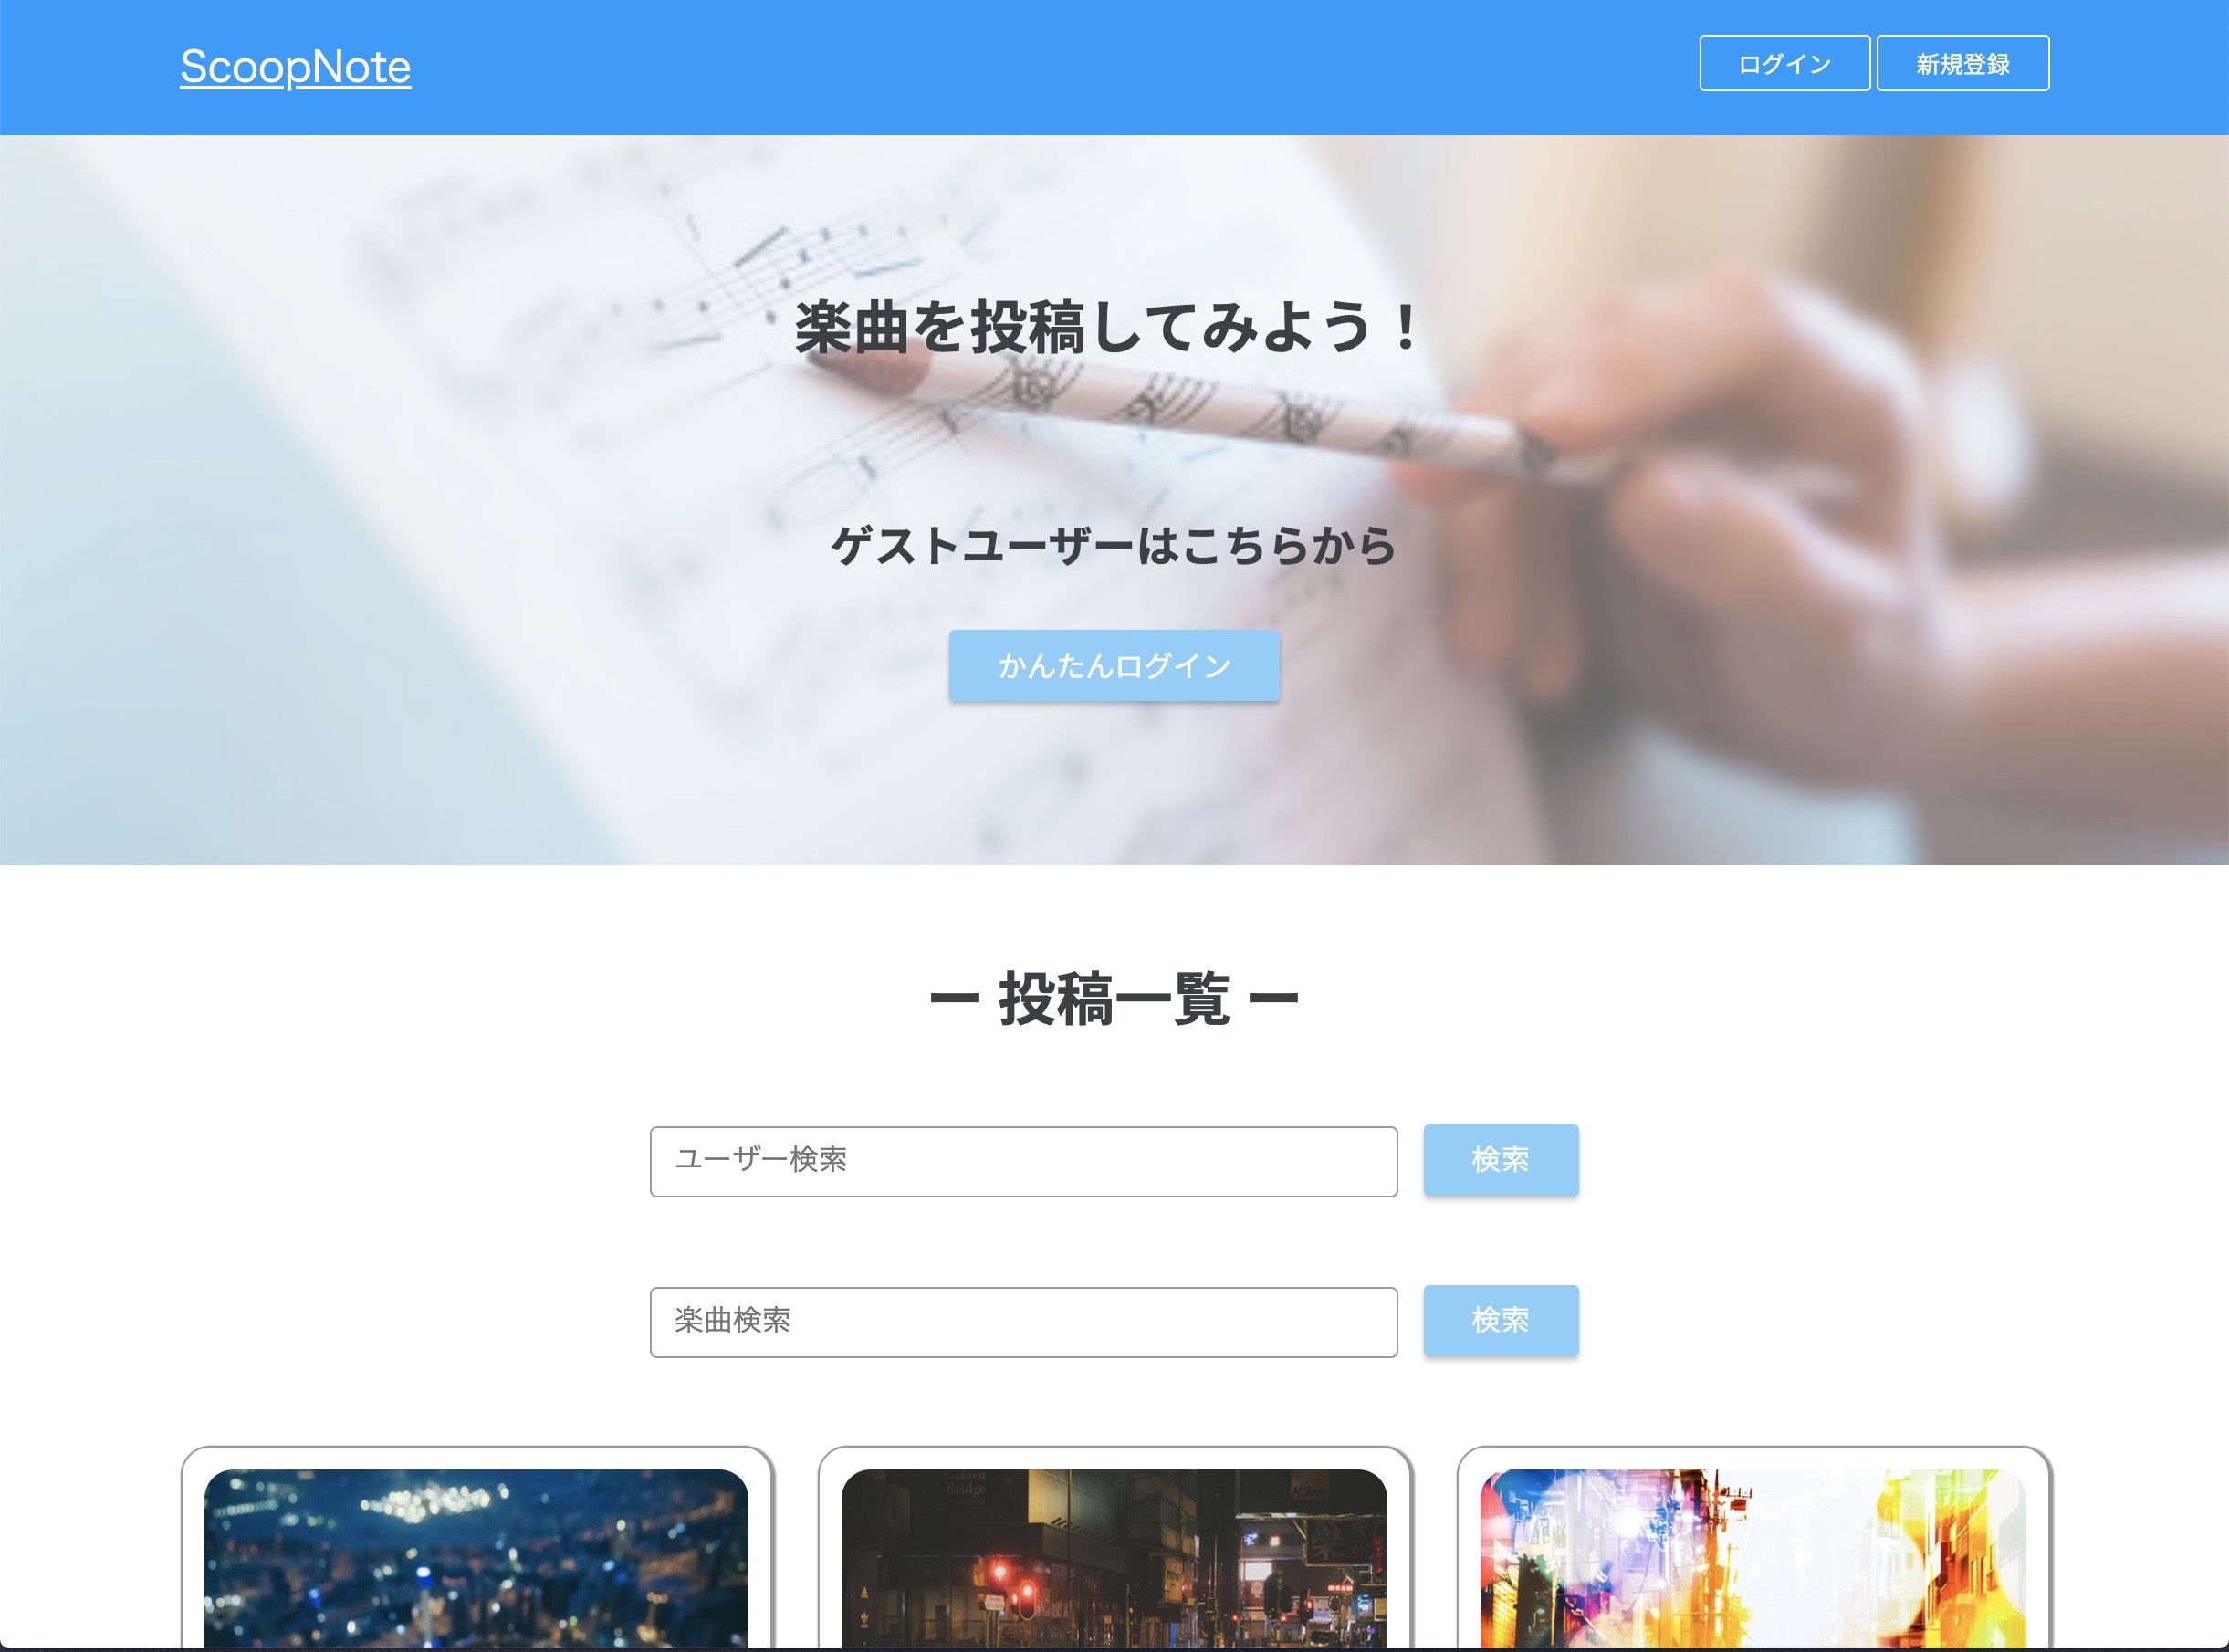 ScoopNote
ログイン
新規登録
楽曲を投稿してみよう！
ゲストユーザーはこちらから
かんたんログイン
ー 投稿一覧 ー
ユーザー検索
検索
楽曲検索
検索
Golden
Bridge
Nikon